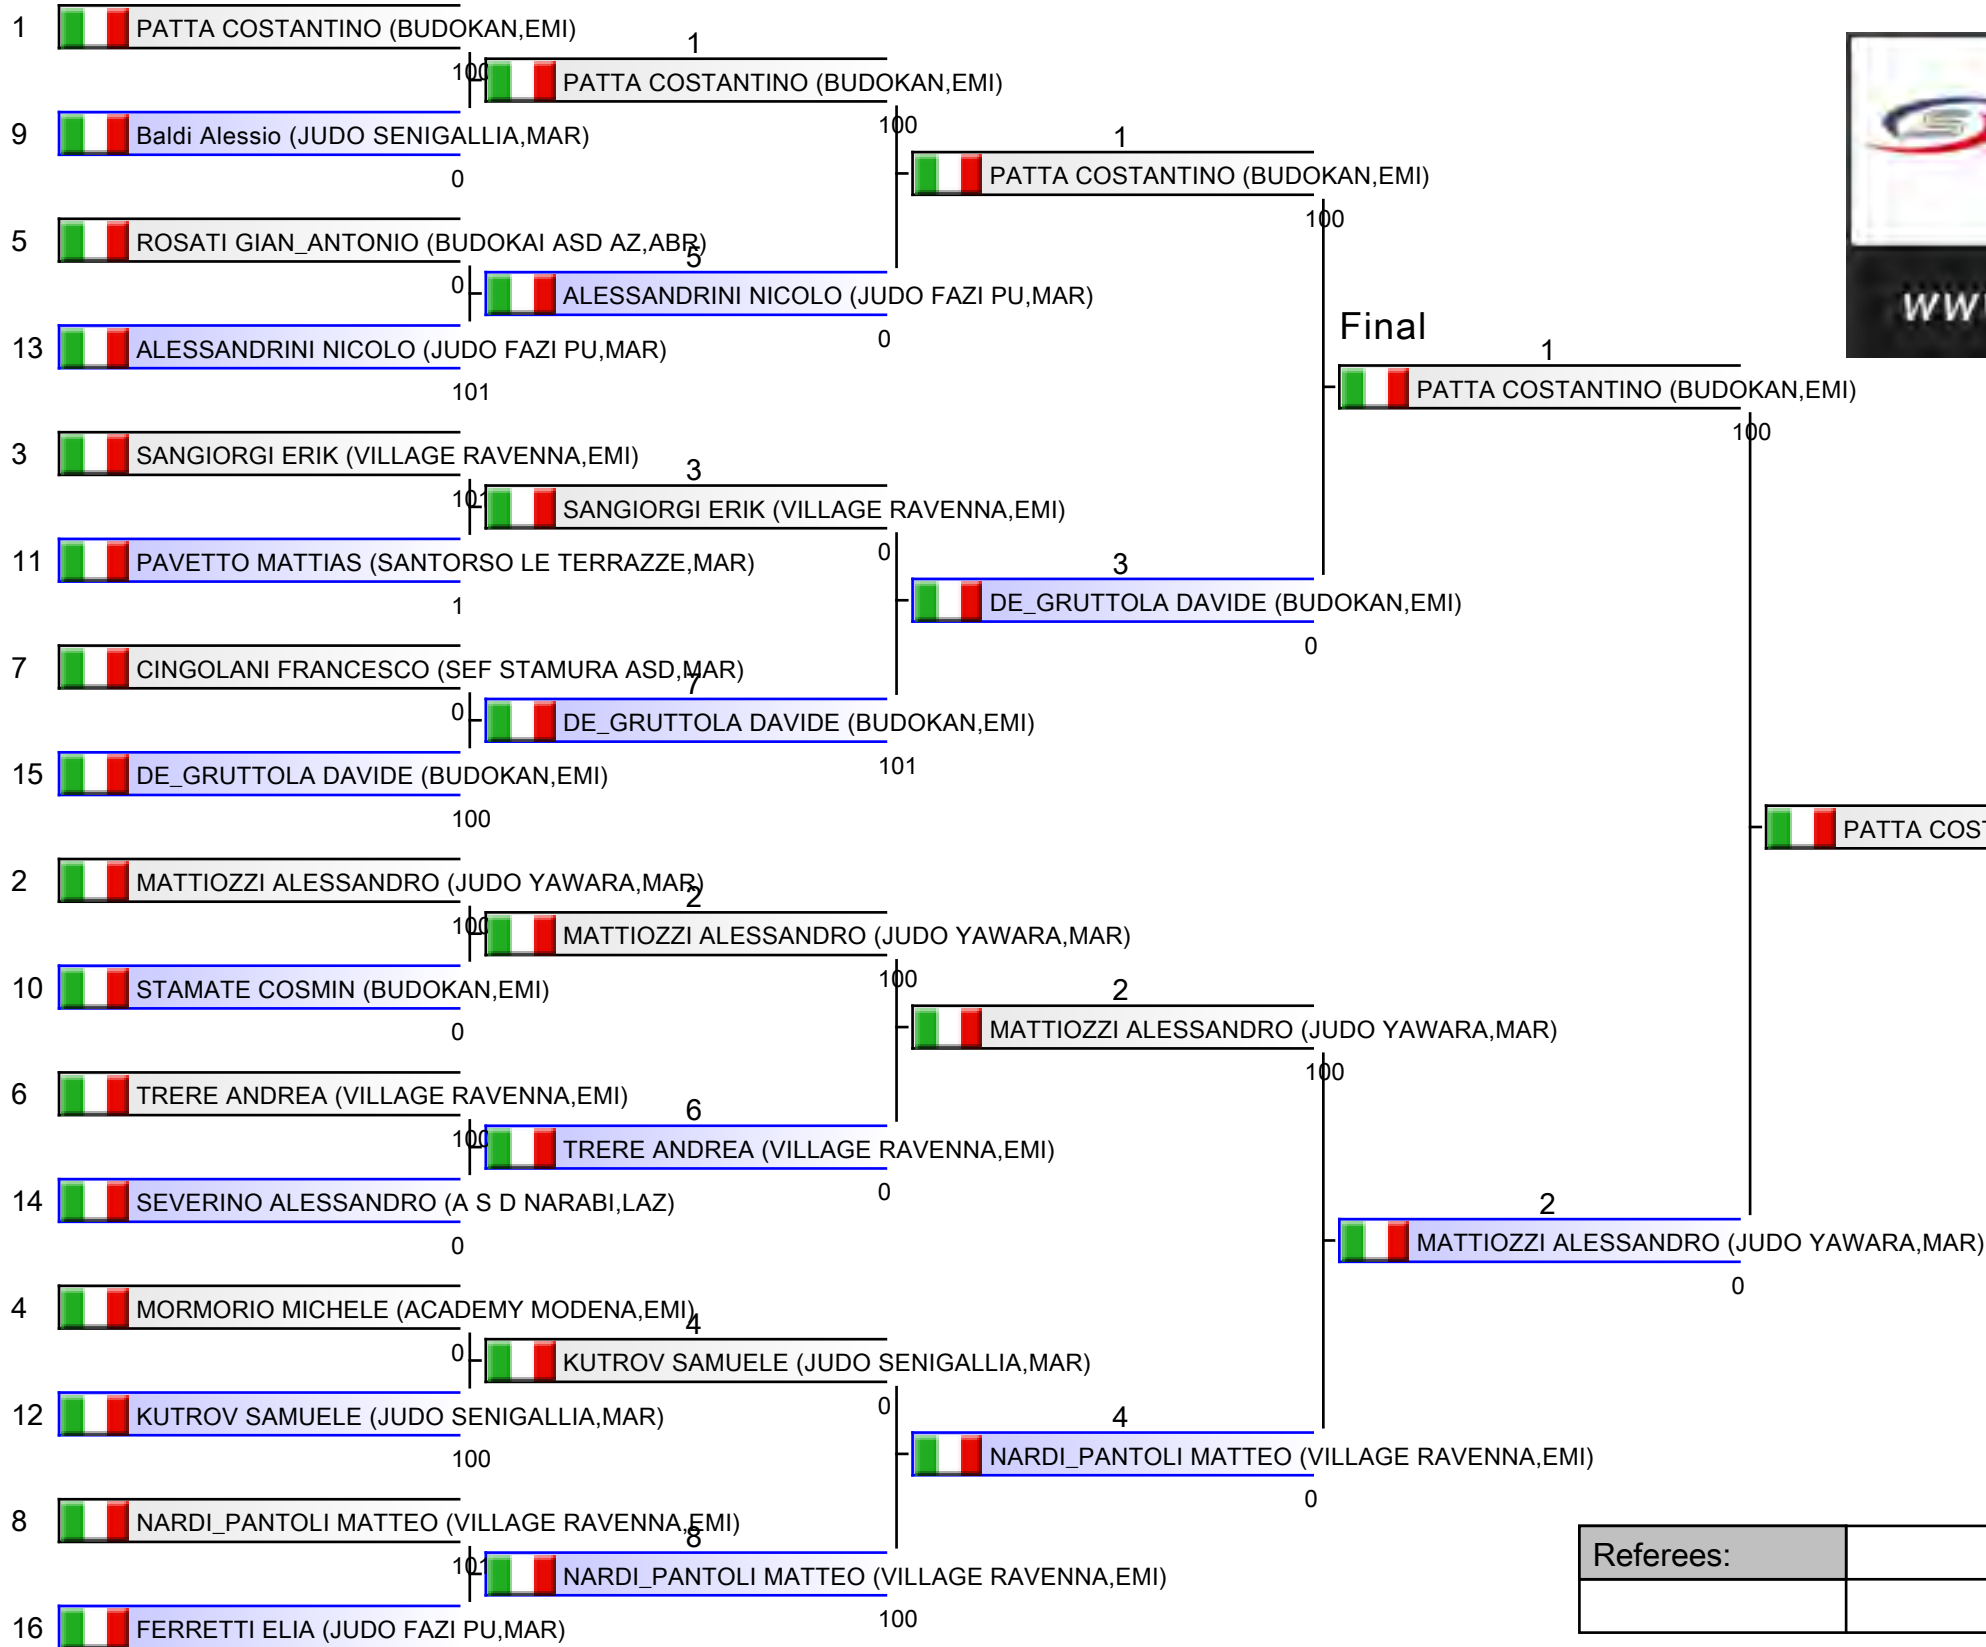 1 PATTA COSTANTINO (BUDOKAN,EMI)
100
9 Baldi Alessio (JUDO SENIGALLIA,MAR)
0
5 ROSATI GIAN_ANTONIO (BUDOKAI ASD AZ,ABR)
0
13 ALESSANDRINI NICOLO (JUDO FAZI PU,MAR)
101
3 SANGIORGI ERIK (VILLAGE RAVENNA,EMI)
101
11 PAVETTO MATTIAS (SANTORSO LE TERRAZZE,MAR)
1
7 CINGOLANI FRANCESCO (SEF STAMURA ASD,MAR)
0
15 DE_GRUTTOLA DAVIDE (BUDOKAN,EMI)
100
2 MATTIOZZI ALESSANDRO (JUDO YAWARA,MAR)
100
10 STAMATE COSMIN (BUDOKAN,EMI)
0
6 TRERE ANDREA (VILLAGE RAVENNA,EMI)
100
14 SEVERINO ALESSANDRO (A S D NARABI,LAZ)
0
4 MORMORIO MICHELE (ACADEMY MODENA,EMI)
0
12 KUTROV SAMUELE (JUDO SENIGALLIA,MAR)
100
8 NARDI_PANTOLI MATTEO (VILLAGE RAVENNA,EMI)
101
16 FERRETTI ELIA (JUDO FAZI PU,MAR)
1
PATTA COSTANTINO (BUDOKAN,EMI)
100
5
ALESSANDRINI NICOLO (JUDO FAZI PU,MAR)
0
3
SANGIORGI ERIK (VILLAGE RAVENNA,EMI)
0
7
DE_GRUTTOLA DAVIDE (BUDOKAN,EMI)
101
2
MATTIOZZI ALESSANDRO (JUDO YAWARA,MAR)
100
6
TRERE ANDREA (VILLAGE RAVENNA,EMI)
0
4
KUTROV SAMUELE (JUDO SENIGALLIA,MAR)
0
8
NARDI_PANTOLI MATTEO (VILLAGE RAVENNA,EMI)
100
1
PATTA COSTANTINO (BUDOKAN,EMI)
100
3
DE_GRUTTOLA DAVIDE (BUDOKAN,EMI)
0
2
MATTIOZZI ALESSANDRO (JUDO YAWARA,MAR)
100
4
NARDI_PANTOLI MATTEO (VILLAGE RAVENNA,EMI)
0
Final
1
PATTA COSTANTINO (BUDOKAN,EMI)
100
2
MATTIOZZI ALESSANDRO (JUDO YAWARA,MAR)
0
PATTA
Referees: